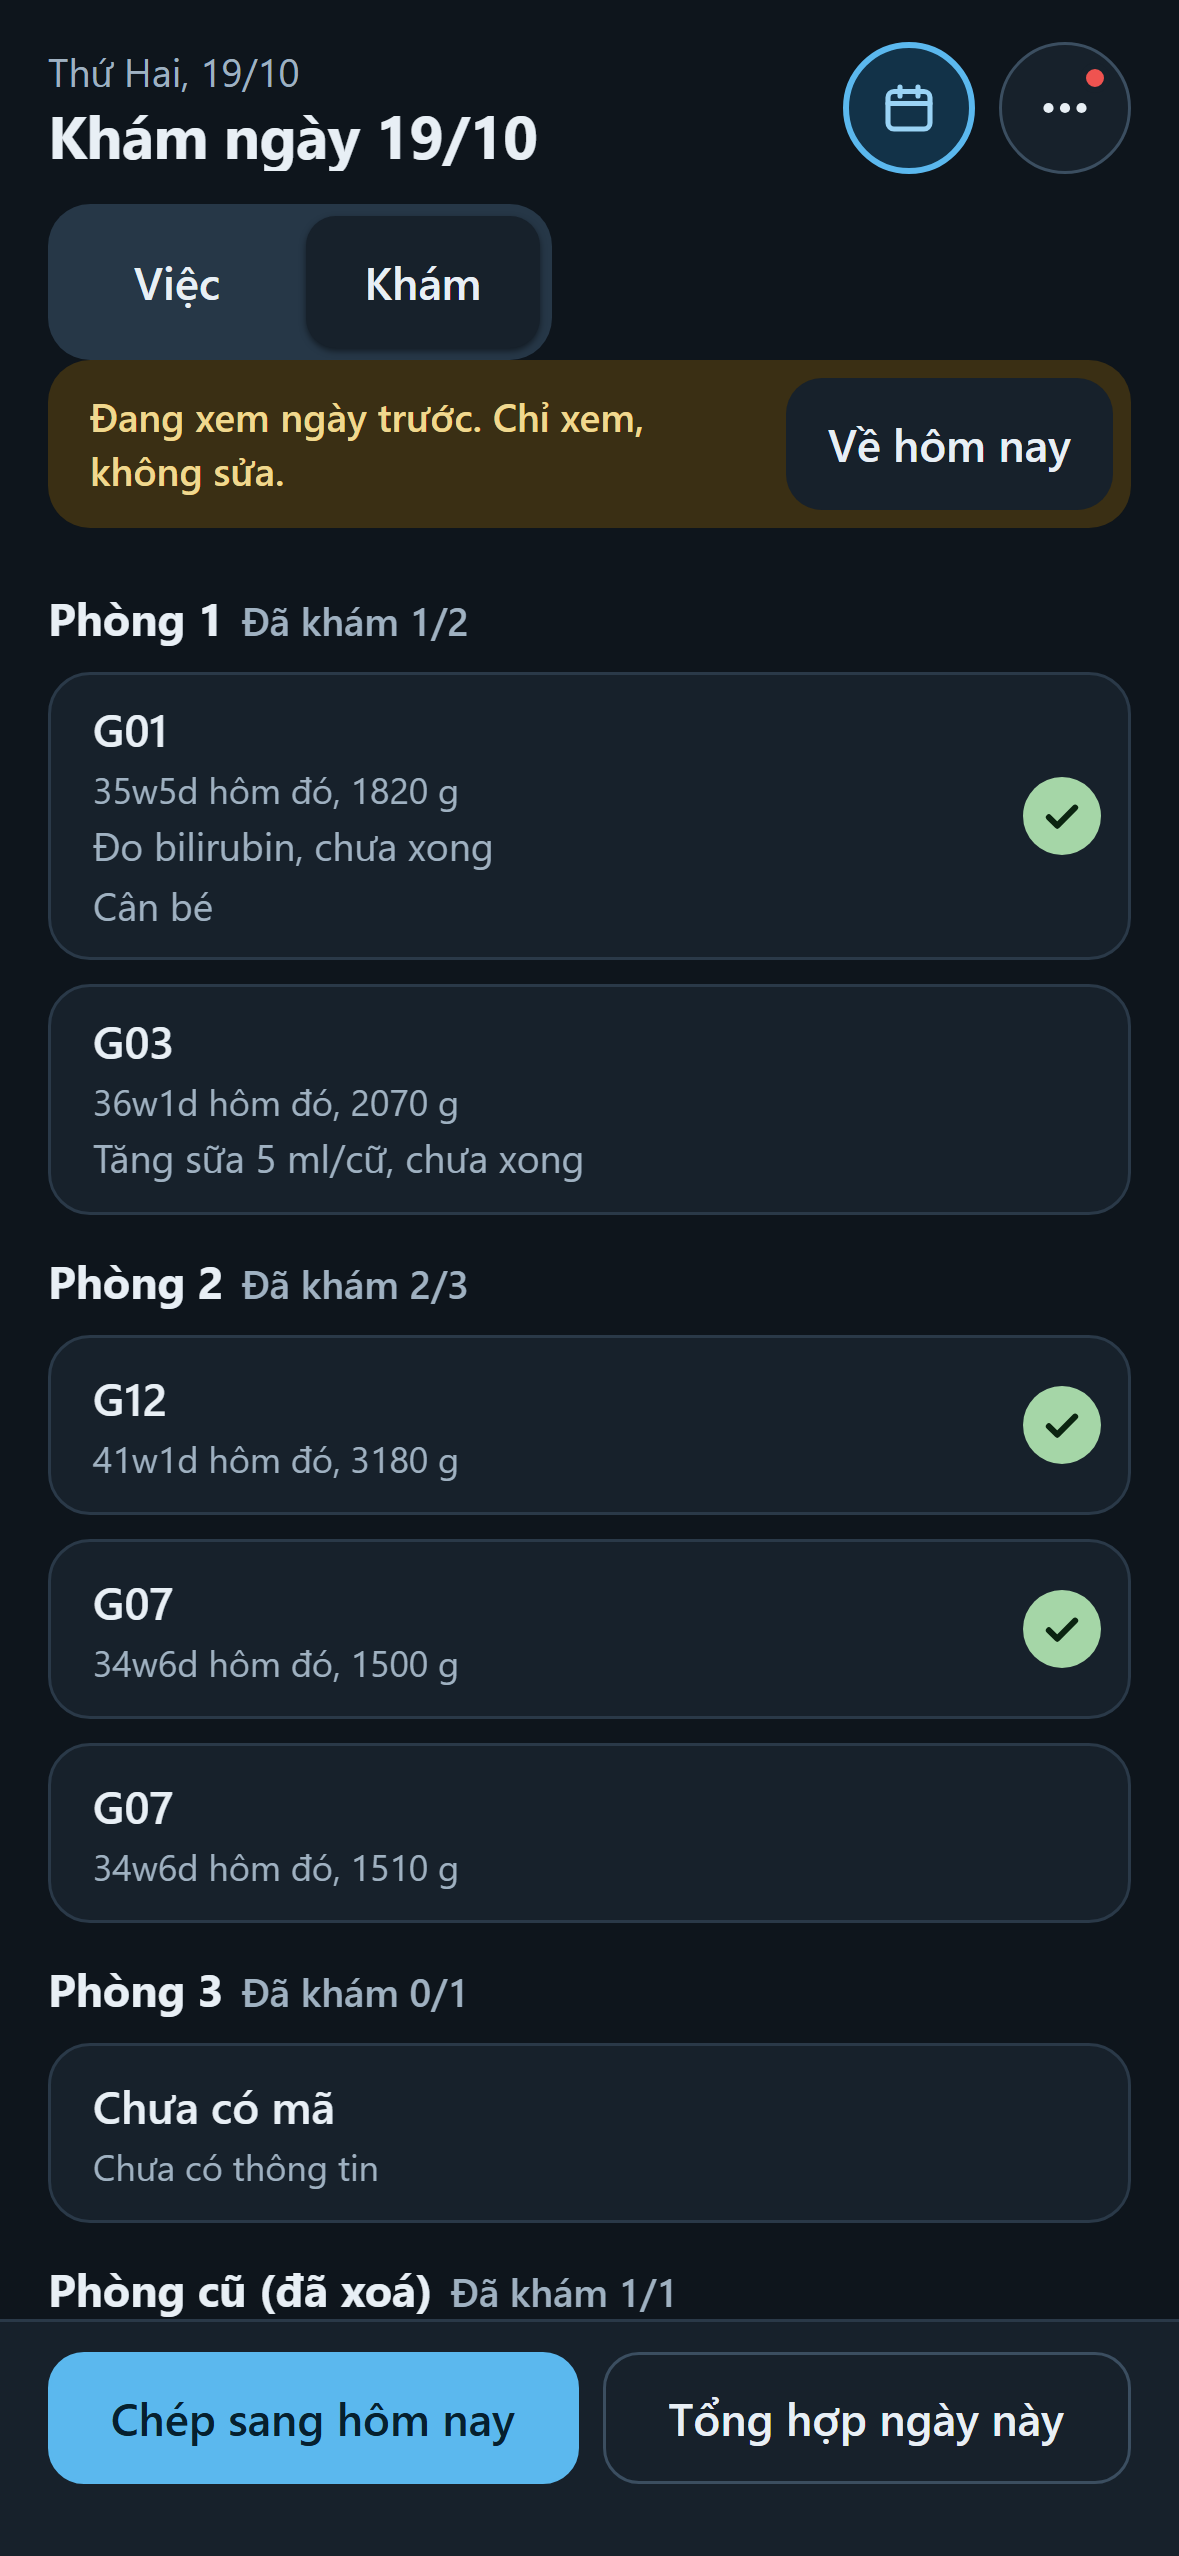 Thứ Hai, 19/10
Khám ngày 19/10
Việc
Khám
Đang xem ngày trước. Chỉ xem,
không sửa.
Về hôm nay
Phòng 1 Đã khám 1/2
G01
35w5d hôm đó, 1820 g
Đo bilirubin, chưa xong
Cân bé
G03
36w1d hôm đó, 2070 g
Tăng sữa 5 ml/cữ, chưa xong
Phòng 2 Đã khám 2/3
G12
41w1d hôm đó, 3180 g
G07
34w6d hôm đó, 1500 g
G07
34w6d hôm đó, 1510 g
Phòng 3 Đã khám 0/1
Chưa có mã
Chưa có thông tin
Phòng cũ (đã xoá) Đã khám 1/1
Chép sang hôm nay
Tổng hợp ngày này